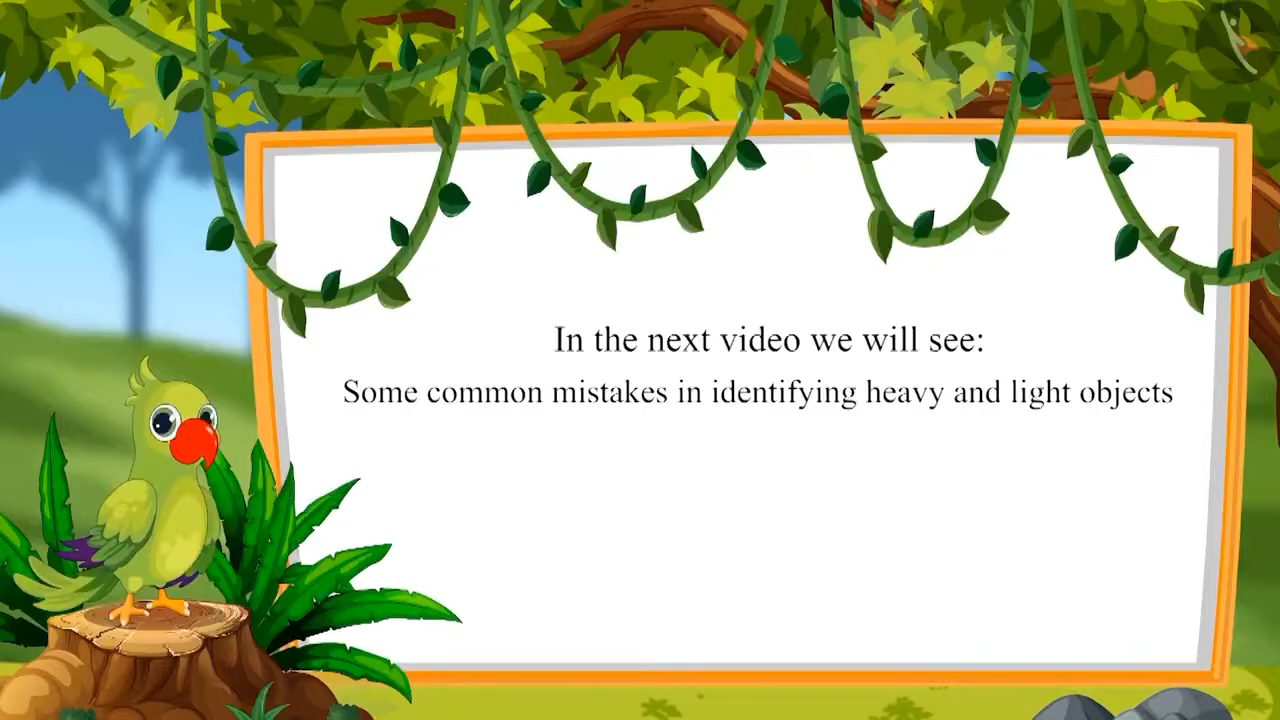 In the next video we will see:
Some common mistakes in identifying heavy and light objects